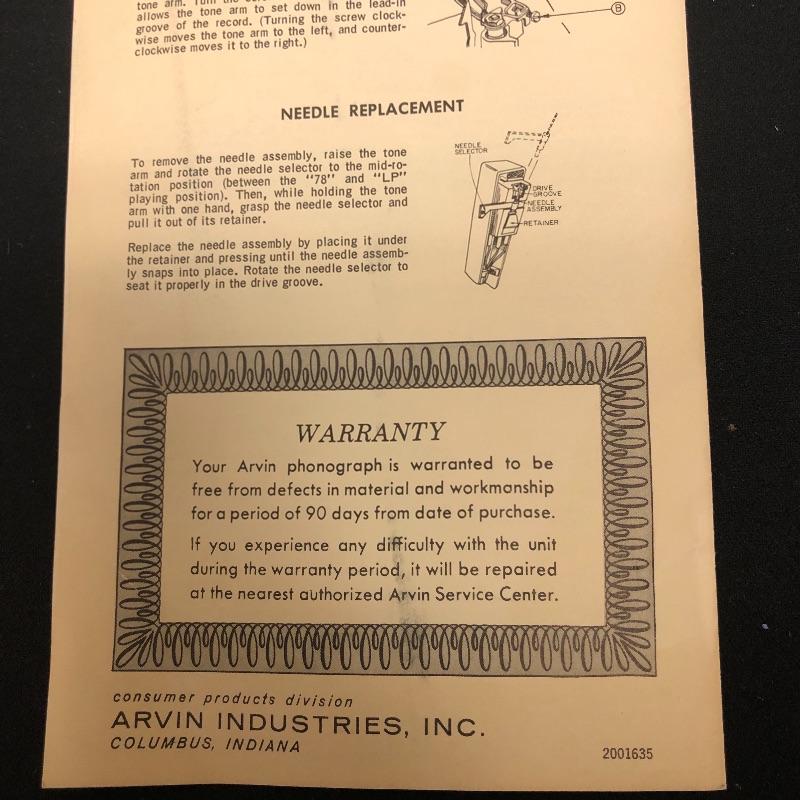 tone arm. Turn the
allows the tone arm to set down in the lead-in
groove of the record. (Turning the screw clock-
wise moves the tone arm to the left, and counter-
clockwise moves it to the right.)
B
NEEDLE REPLACEMENT
To remove the needle assembly, raise the tone
arm and rotate the needle selector to the mid-ro-
tation position (between the "78" and "LP"
playing position). Then, while holding the tone
arm with one hand, grasp the needle selector and
pull it out of its retainer.
Replace the needle assembly by placing it under
the retainer and pressing until the needle assemb-
ly snaps into place. Rotate the needle selector to
seat it properly in the drive groove.
NEEDLE
SELECTOR
DRIVE
GROOVE
NEEDLE
ASSEMBLY
RETAINER
WARRANTY
Your Arvin phonograph is warranted to be
free from defects in material and workmanship
for a period of 90 days from date of purchase.
If you experience any difficulty with the unit
during the warranty period, it will be repaired
at the nearest authorized Arvin Service Center.
consumer products division
ARVIN INDUSTRIES, INC.
COLUMBUS, INDIANA
2001635